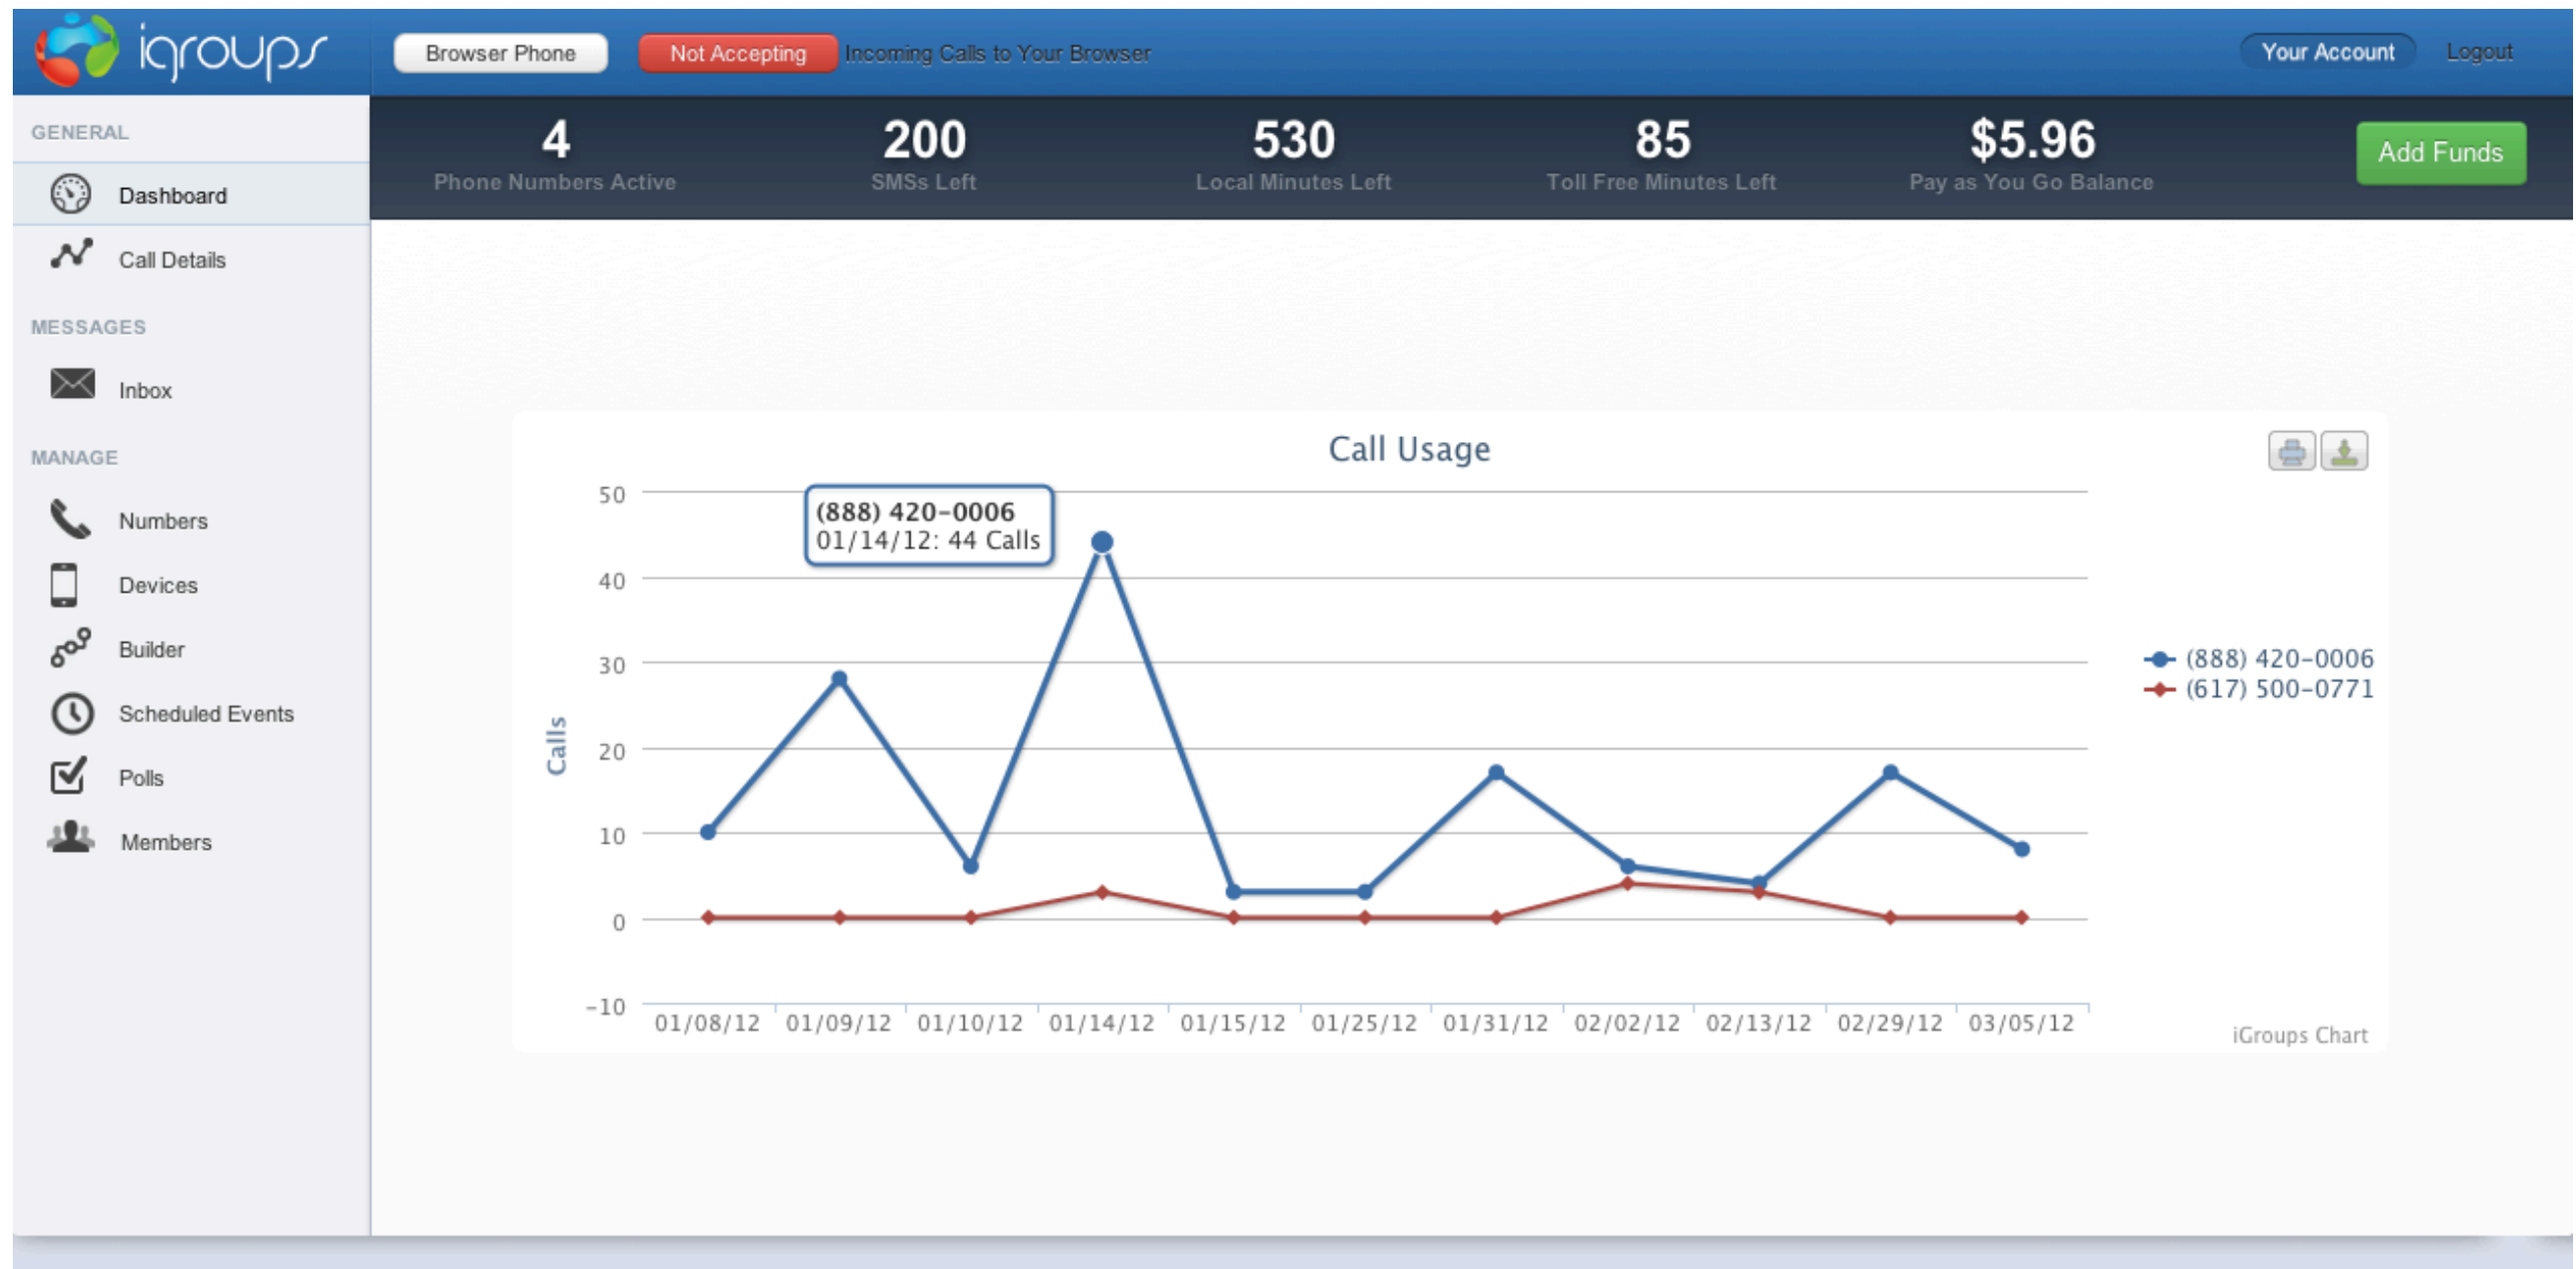 igroups
Browser Phone
Not Accepting Incoming Calls to Your Browser
Your Account
Logout
4
Phone Numbers Active
200
SMSs Left
530
Local Minutes Left
85
Toll Free Minutes Left
$5.96
Pay as You Go Balance
Add Funds
GENERAL
Dashboard
Call Details
MESSAGES
Inbox
MANAGE
Numbers
Devices
Builder
Scheduled Events
Polls
Members
Call Usage
(888) 420-0006
01/14/12: 44 Calls
Calls
50
40
30
20
10
0
-10
01/08/12 01/09/12 01/10/12 01/14/12 01/15/12 01/25/12 01/31/12 02/02/12 02/13/12 02/29/12 03/05/12
(888) 420-0006
(617) 500-0771
iGroups Chart